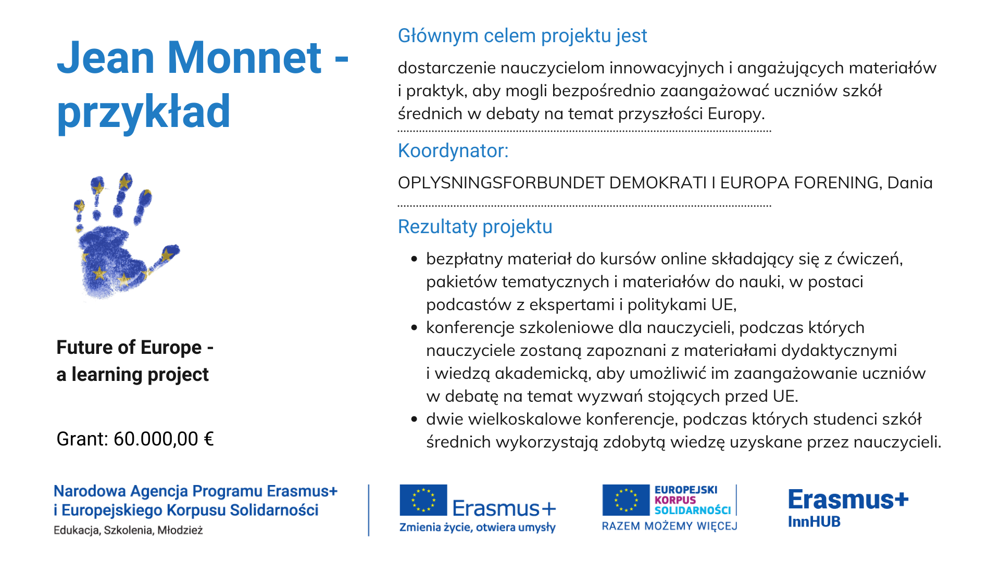 Jean Monnet -
przykład
Future of Europe -
a learning project
Grant: 60.000,00 €
Głównym celem projektu jest
dostarczenie nauczycielom innowacyjnych i angażujących materiałów
i praktyk, aby mogli bezpośrednio zaangażować uczniów szkół
średnich w debaty na temat przyszłości Europy.
Koordynator:
OPLYSNINGSFORBUNDET DEMOKRATI I EUROPA FORENING, Dania
Rezultaty projektu
• bezpłatny materiał do kursów online składający się z ćwiczeń,
pakietów tematycznych i materiałów do nauki, w postaci
podcastów z ekspertami i politykami UE,
• konferencje szkoleniowe dla nauczycieli, podczas których
nauczyciele zostaną zapoznani z materiałami dydaktycznymi
i wiedzą akademicką, aby umożliwić im zaangażowanie uczniów
w debatę na temat wyzwań stojących przed UE.
• dwie wielkoskalowe konferencje, podczas których studenci szkół
średnich wykorzystają zdobytą wiedzę uzyskane przez nauczycieli.
Narodowa Agencja Programu Erasmus+
i Europejskiego Korpusu Solidarności
Edukacja, Szkolenia, Młodzież
Erasmus+
Zmienia życie, otwiera umysły
EUROPEJSKI
KORPUS
SOLIDARNOŚCI
RAZEM MOŻEMY WIĘCEJ
Erasmus+
InnHUB